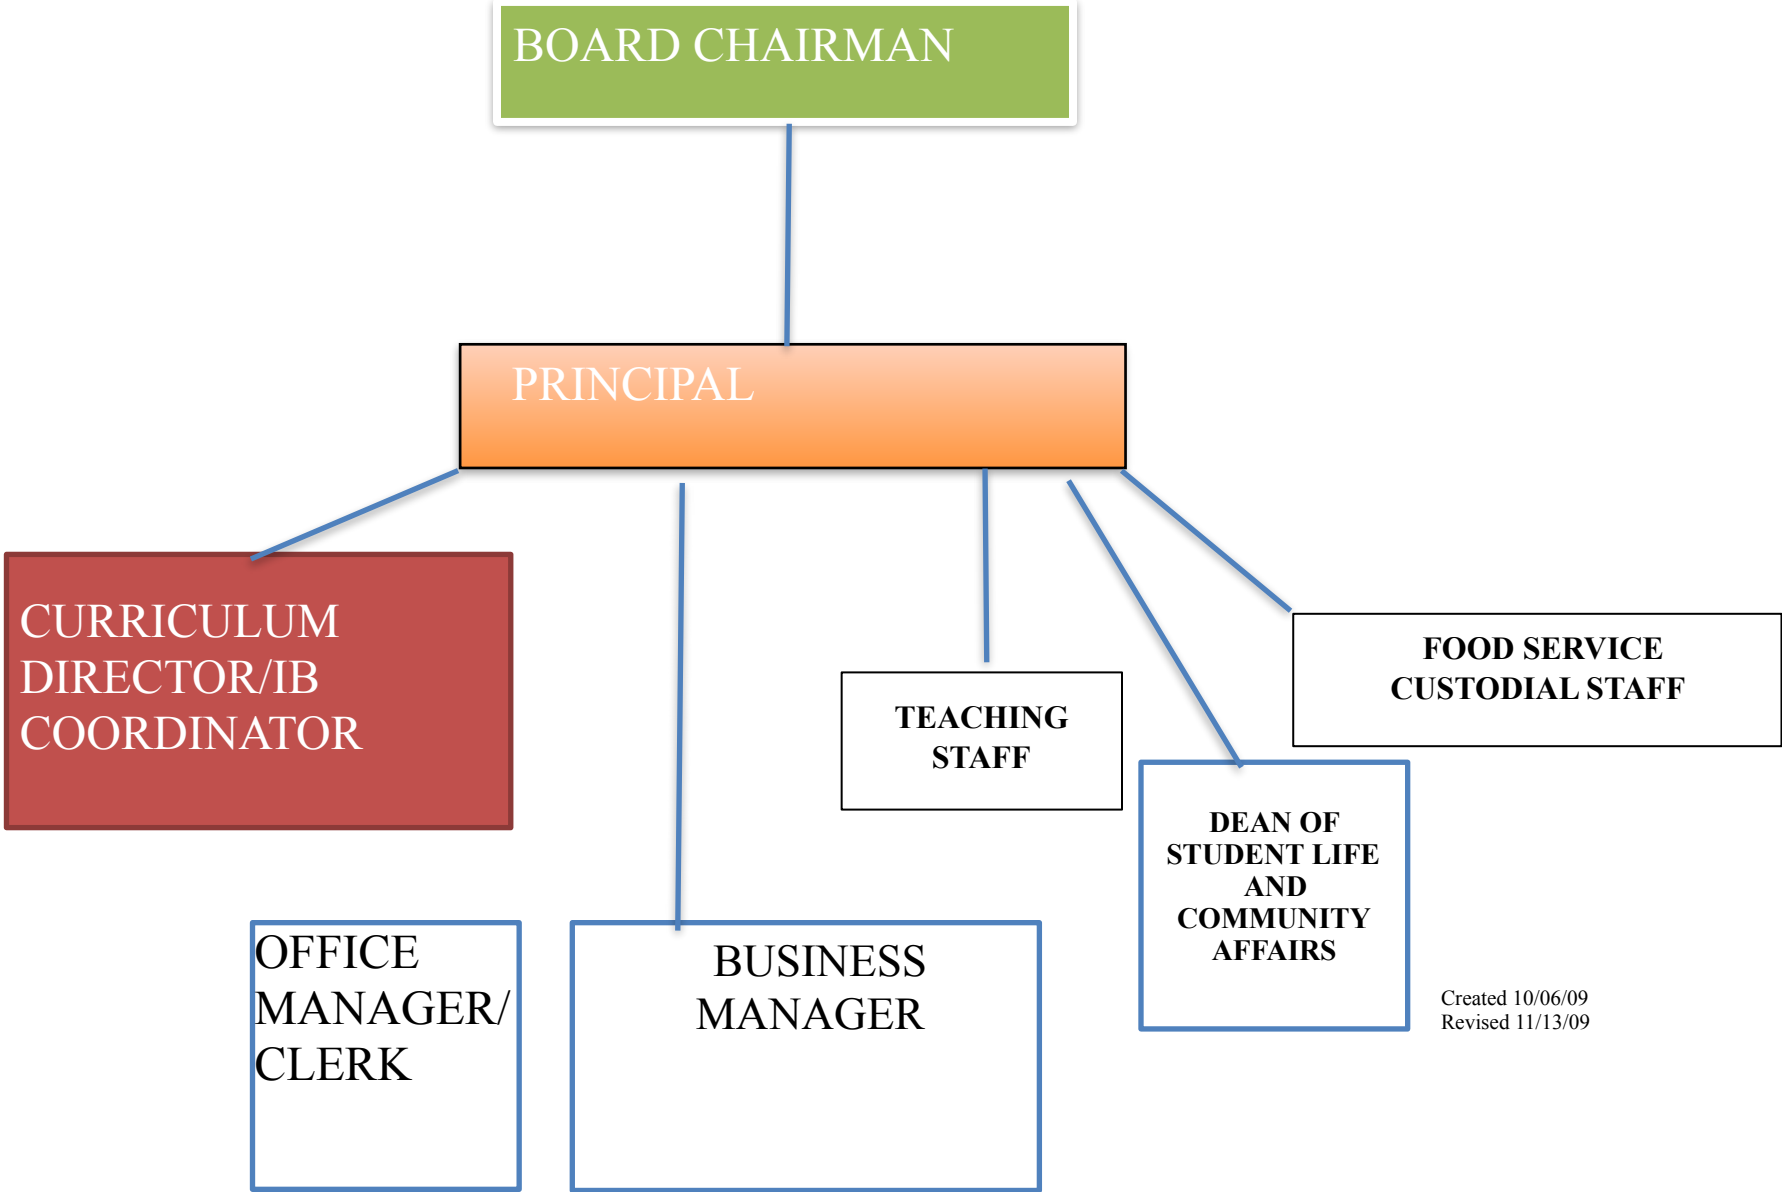 BOARD CHAIRMAN
PRINCIPAL
CURRICULUM
DIRECTOR/IB
COORDINATOR
TEACHING
STAFF
FOOD SERVICE
CUSTODIAL STAFF
DEAN OF
STUDENT LIFE
AND
COMMUNITY
AFFAIRS
OFFICE
MANAGER/
CLERK
BUSINESS
MANAGER
Created 10/06/09
Revised 11/13/09